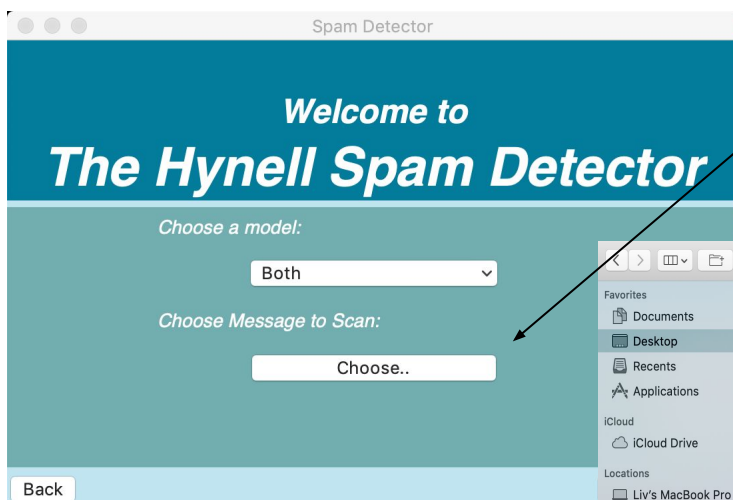 Spam Detector
Welcome to
The Hynell Spam Detector
Choose a model:
Both
Choose Message to Scan:
Choose..
Back
Favorites
Documents
Desktop
Recents
Applications
iCloud
iCloud Drive
Locations
Liv's MacBook Pro